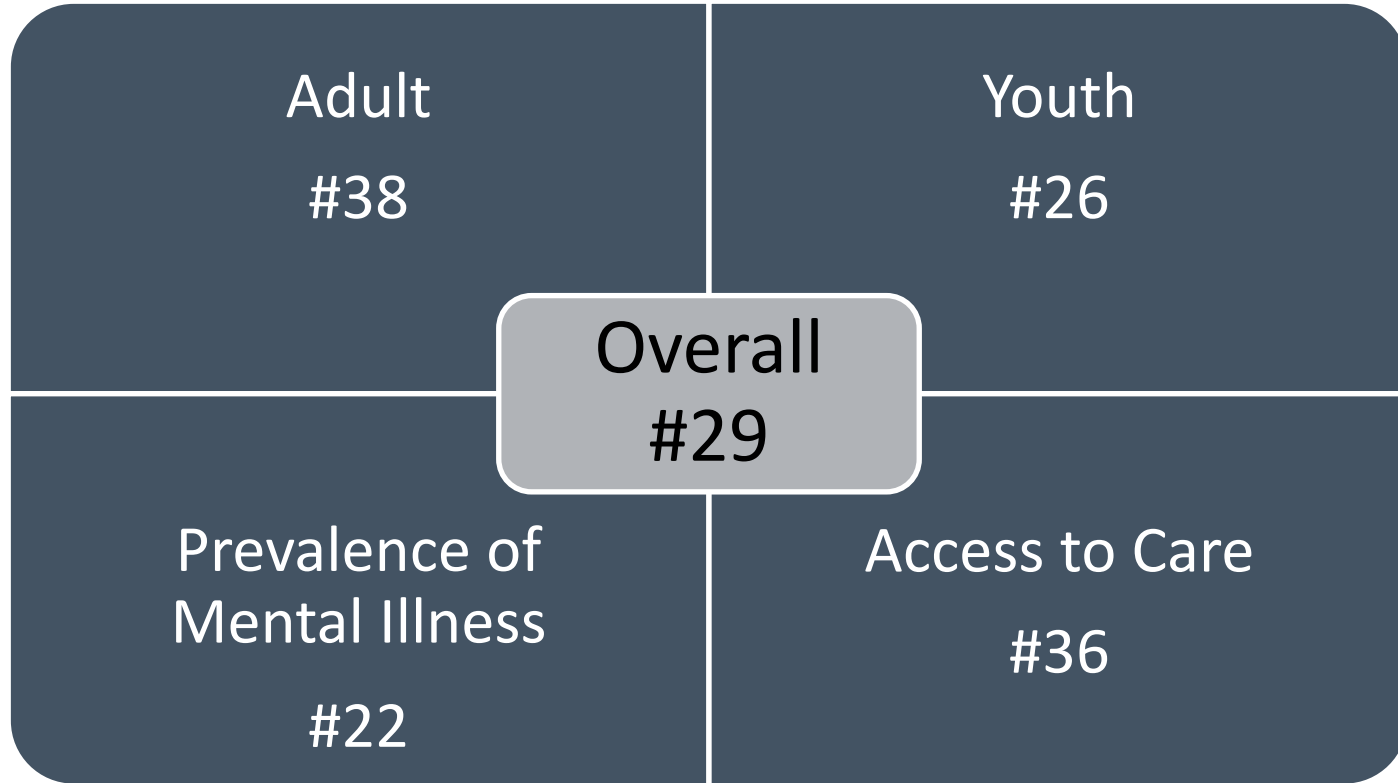 Adult
#38
Youth
#26
Overall
#29
Prevalence of
Mental Illness
#22
Access to Care
#36